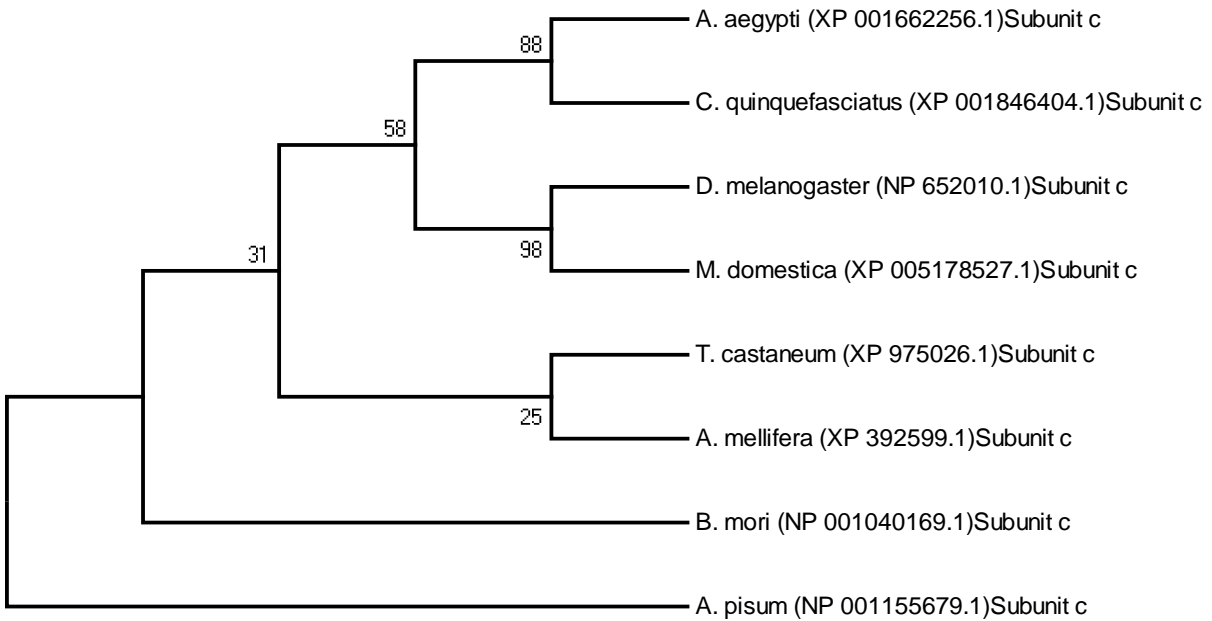 A. aegypti (XP 001662256.1)Subunit c
88
C. quinquefasciatus (XP 001846404.1)Subunit c
58
D. melanogaster (NP 652010.1)Subunit c
98
31
M. domestica (XP 005178527.1)Subunit c
T. castaneum (XP 975026.1)Subunit c
25
A. mellifera (XP 392599.1)Subunit c
B. mori (NP 001040169.1)Subunit c
A. pisum (NP 001155679.1)Subunit c